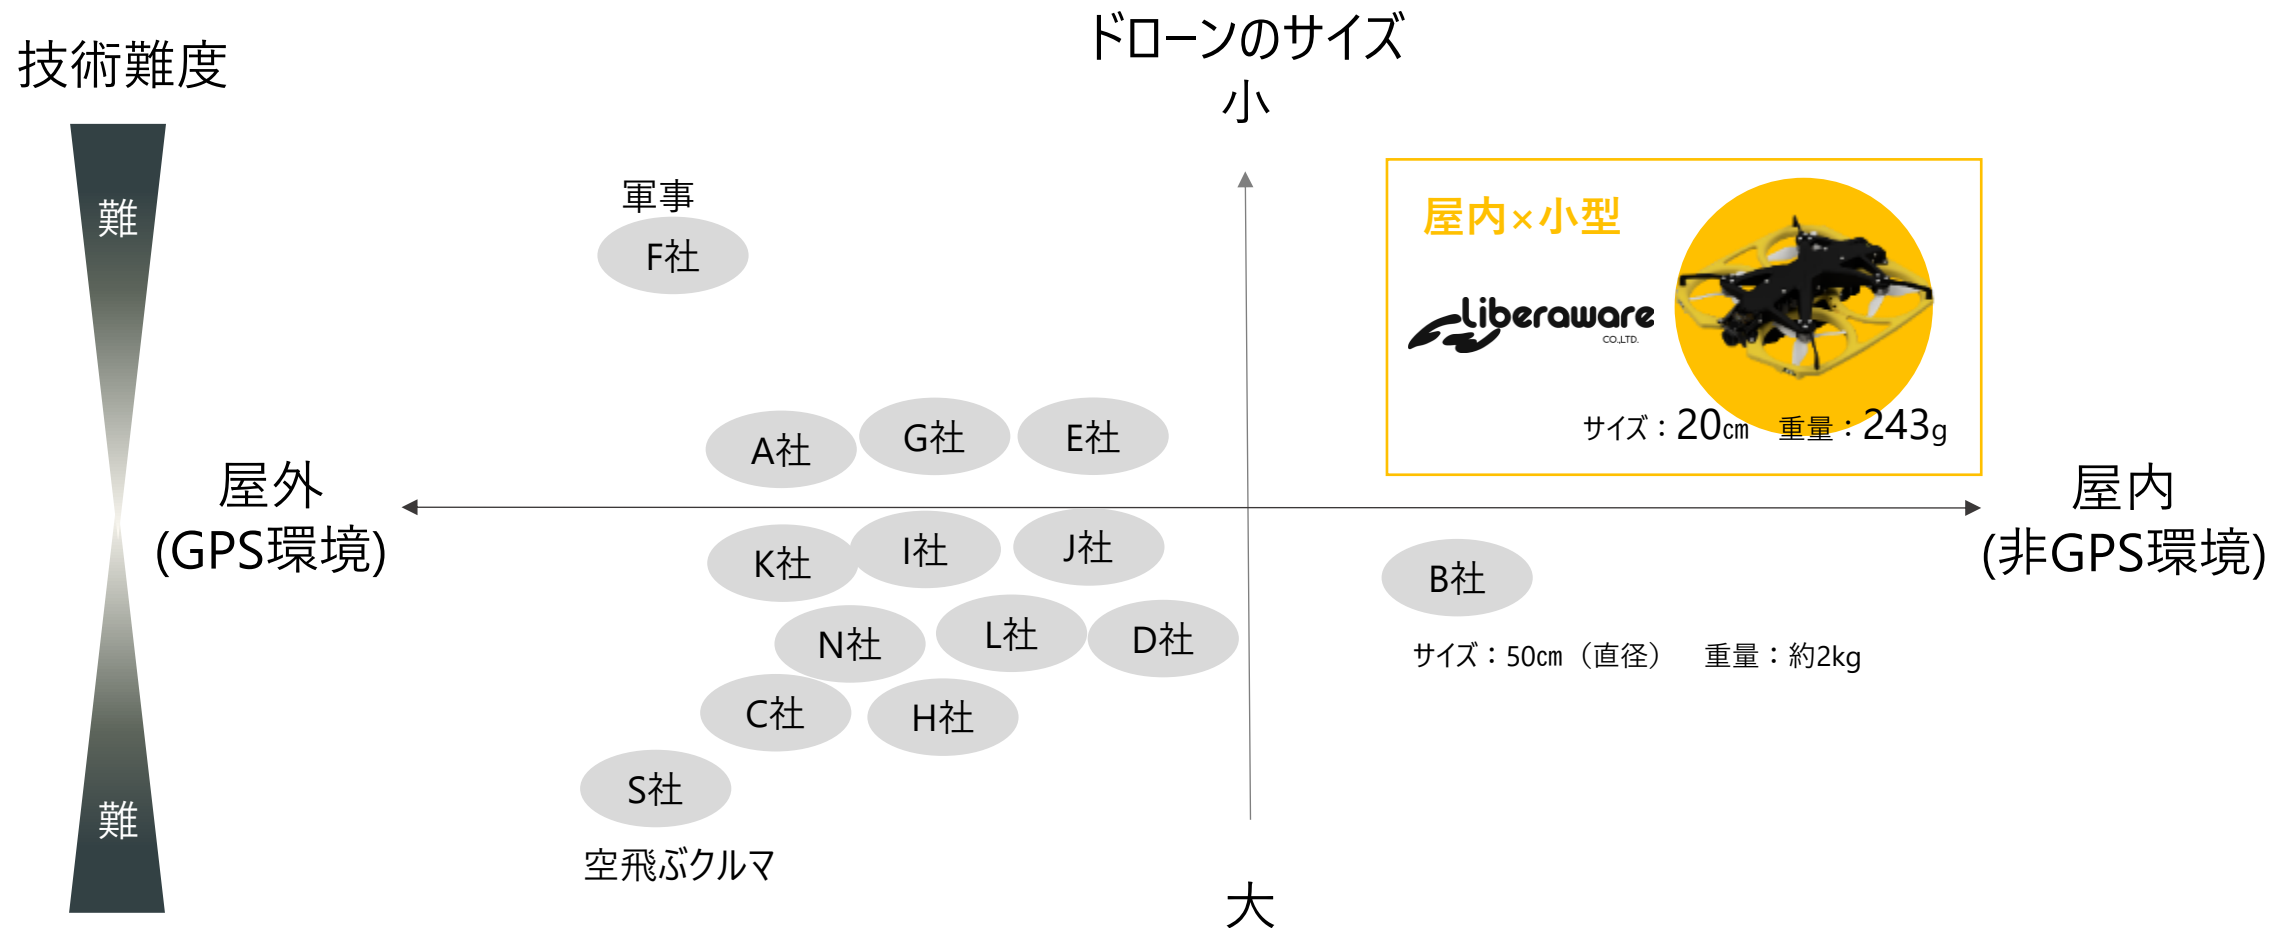 技術難度
難
難
ドローンのサイズ
小
大
屋外
(GPS環境)
屋内
(非GPS環境)
軍事
F社
A社
G社
E社
K社
I社
J社
N社
L社
D社
C社
H社
S社
空飛ぶクルマ
屋内×小型
Liberaware
CO.,LTD.
サイズ：20㎝　重量：243g
B社
サイズ：50㎝（直径）　重量：約2kg